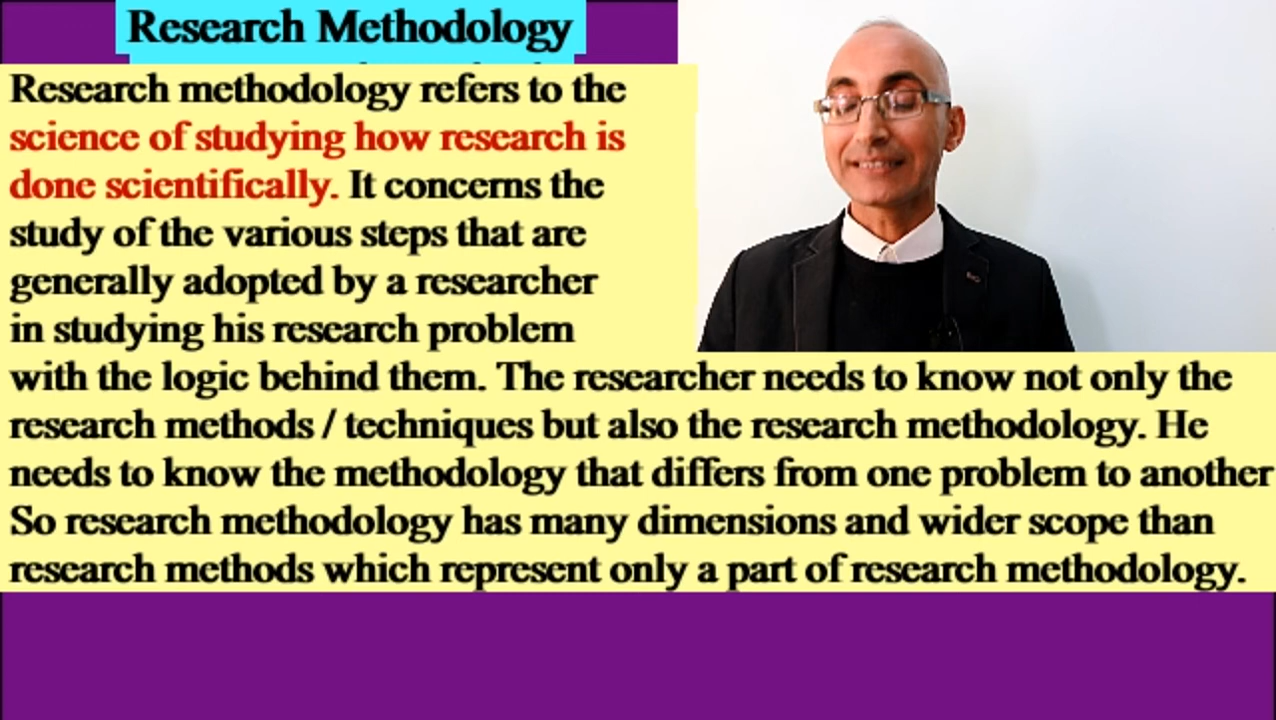 Research Methodology
Research methodology refers to the
science of studying how research is
done scientifically. It concerns the
study of the various steps that are
generally adopted by a researcher
in studying his research problem
with the logic behind them. The researcher needs to know not only the
research methods / techniques but also the research methodology. He
needs to know the methodology that differs from one problem to another
So research methodology has many dimensions and wider scope than
research methods which represent only a part of research methodology.